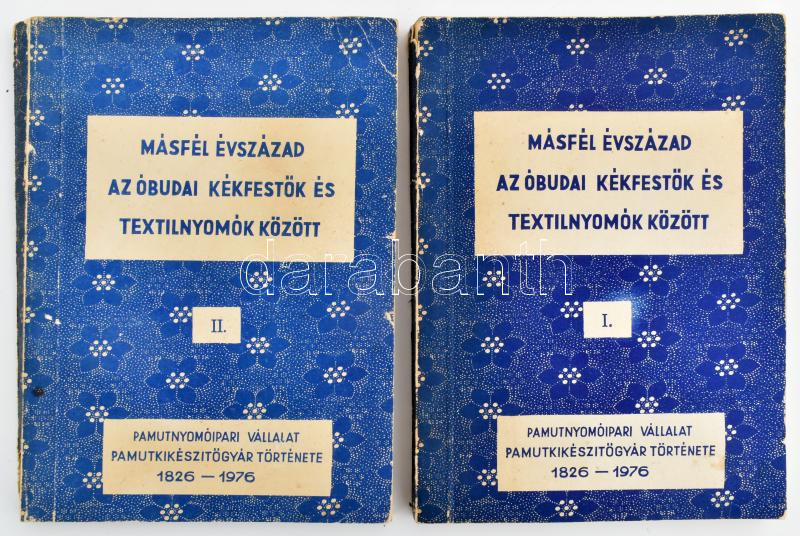 MÁSFÉL ÉVSZÁZAD
AZ ÓBUDAI KÉKFESTŐK ÉS
TEXTILNYOMÓK KÖZÖTT
II.
PAMUTNYOMÓIPARI VÁLLALAT
PAMUTKIKÉSZITŐGYÁR TÖRTÉNETE
1826 — 1976
MÁSFÉL ÉVSZÁZAD
AZ ÓBUDAI KÉKFESTŐK ÉS
TEXTILNYOMÓK KÖZÖTT
I.
PAMUTNYOMÓIPARI VÁLLALAT
PAMUTKIKÉSZITŐGYÁR TÖRTÉNETE
1826 — 1976
darabanth